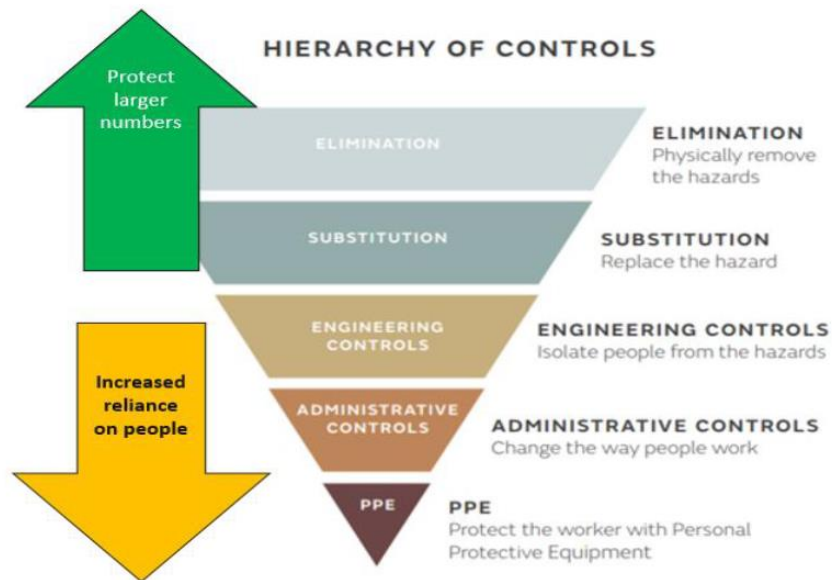 HIERARCHY OF CONTROLS
Protect
larger
numbers
ELIMINATION
ELIMINATION
Physically remove
the hazards
SUBSTITUTION
SUBSTITUTION
Replace the hazard
ENGINEERING
CONTROLS
ENGINEERING CONTROLS
Isolate people from the hazards
Increased
reliance
on people
ADMINISTRATIVE
CONTROLS
ADMINISTRATIVE CONTROLS
Change the way people work
PPE
PPE
Protect the worker with Personal
Protective Equipment